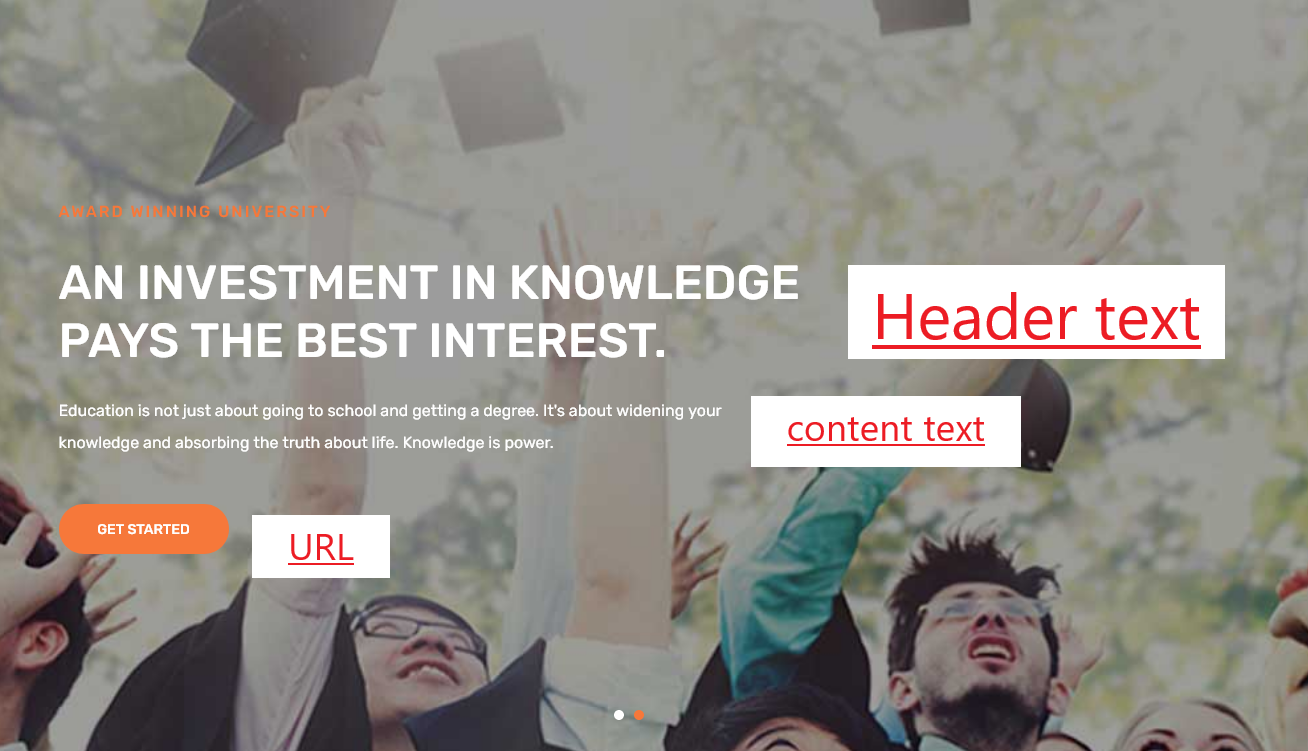 AWARD WINNING UNIVERSITY
AN INVESTMENT IN KNOWLEDGE
PAYS THE BEST INTEREST.
Header text
Education is not just about going to school and getting a degree. It's about widening your
knowledge and absorbing the truth about life. Knowledge is power.
content text
GET STARTED
URL